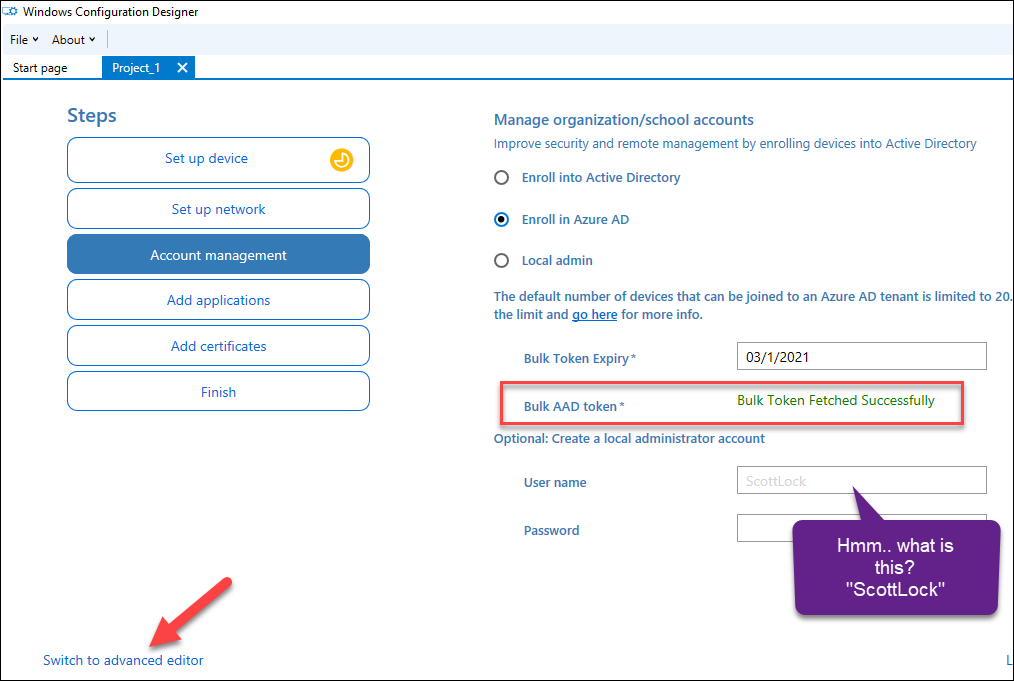 Windows Configuration Designer
File About
Start page Project_1
Steps
Set up device
Set up network
Account management
Add applications
Add certificates
Finish
Switch to advanced editor
Manage organization/school accounts
Improve security and remote management by enrolling devices into Active Directory
Enroll into Active Directory
Enroll in Azure AD
Local admin
The default number of devices that can be joined to an Azure AD tenant is limited to 20.
the limit and go here for more info.
Bulk Token Expiry* 03/1/2021
Bulk AAD token* Bulk Token Fetched Successfully
Optional: Create a local administrator account
User name ScottLock
Password
Hmm.. what is
this?
"ScottLock"
L